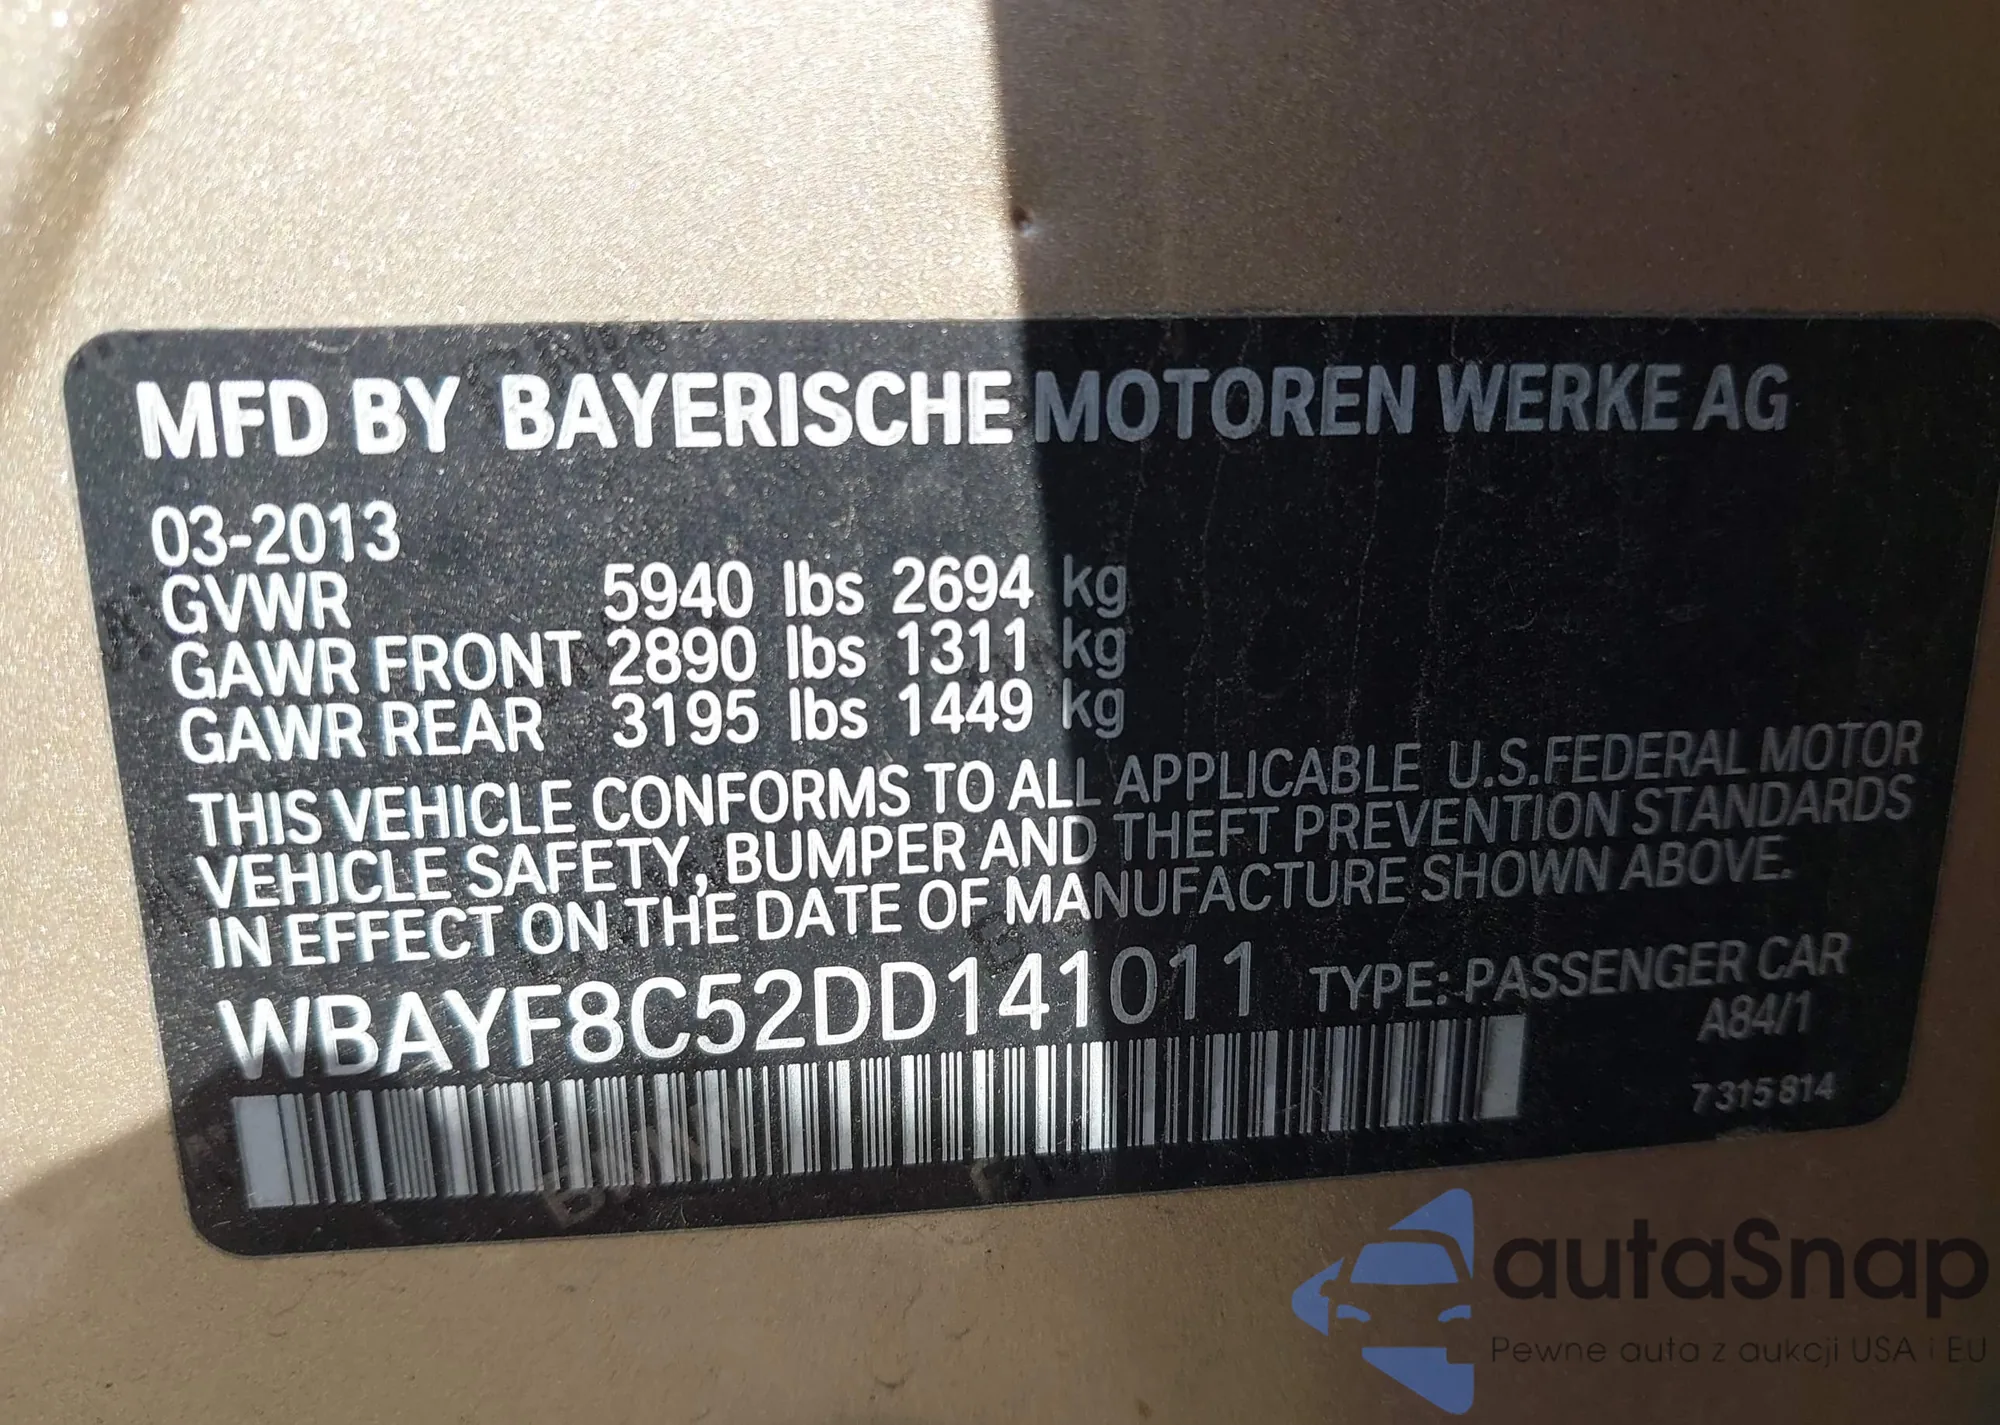 MFD BY BAYERISCHE MOTOREN WERKE AG
03-2013
GVWR 5940 lbs 2694 kg
GAWR FRONT 2890 lbs 1311 kg
GAWR REAR 3195 lbs 1449 kg
THIS VEHICLE CONFORMS TO ALL APPLICABLE U.S.FEDERAL MOTOR
VEHICLE SAFETY, BUMPER AND THEFT PREVENTION STANDARDS
IN EFFECT ON THE DATE OF MANUFACTURE SHOWN ABOVE.
WBAYF8C52DD141011 TYPE: PASSENGER CAR
A84/1
7 315 814
autaSnap
Pewne auta z aukcji USA i EU